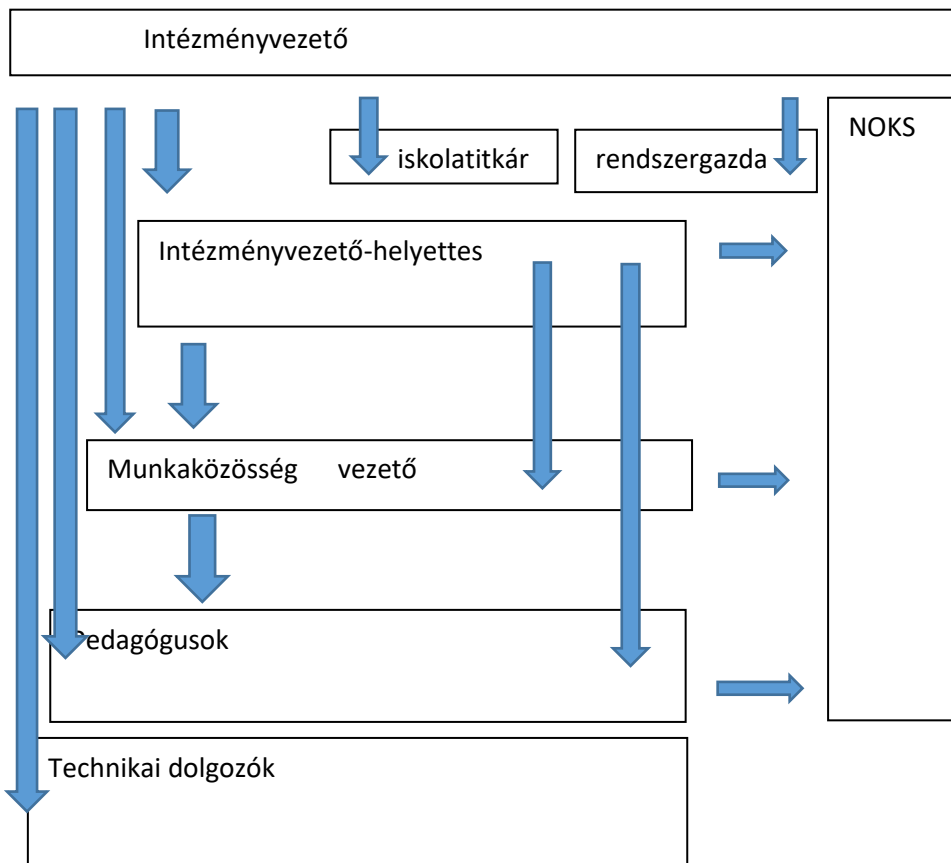 Intézményvezető
NOKS
iskolatitkár
rendszergazda
Intézményvezető-helyettes
Munkaközösség vezető
Pedagógusok
Technikai dolgozók